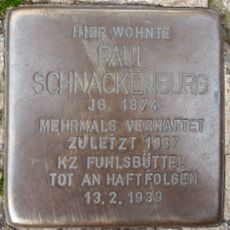 HIER WOHNTE
PAUL
SCHNACKENBURG
JG. 1874
MEHRMALS VERHAFTET
ZULETZT 1937
KZ FUHLSBÜTTEL
TOT AN HAFTFOLGEN
13.2.1939